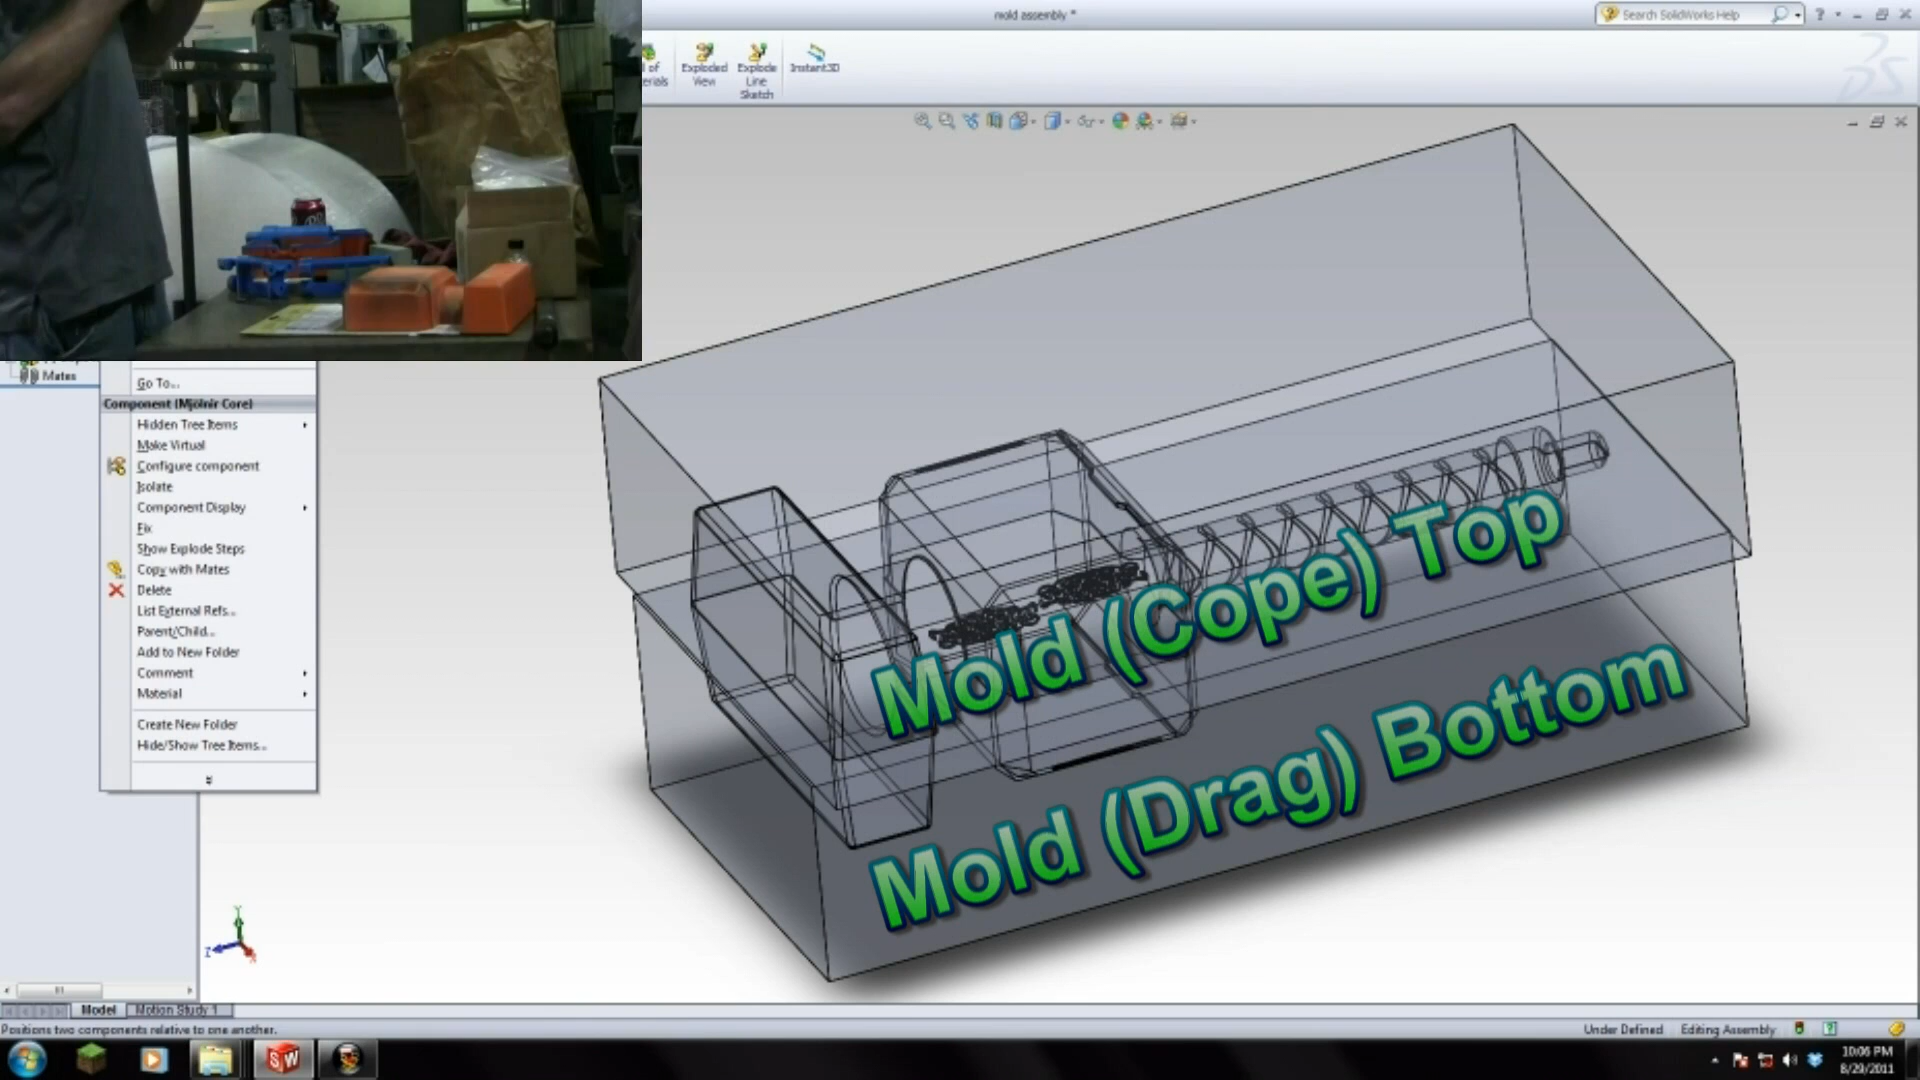 mold assembly *
Search SolidWorks Help
Exploded
View
Explode
Line
Sketch
Instant3D
Mates
Go To...
Component (Mjölnir Core)
Hidden Tree Items
Make Virtual
Configure component
Isolate
Component Display
Fix
Show Explode Steps
Copy with Mates
Delete
List External Refs...
Parent/Child...
Add to New Folder
Comment
Material
Create New Folder
Hide/Show Tree Items...
Mold (Cope) Top
Mold (Drag) Bottom
Model
Motion Study 1
Positions two components relative to one another.
Under Defined
Editing Assembly
10:06 PM
8/29/2011